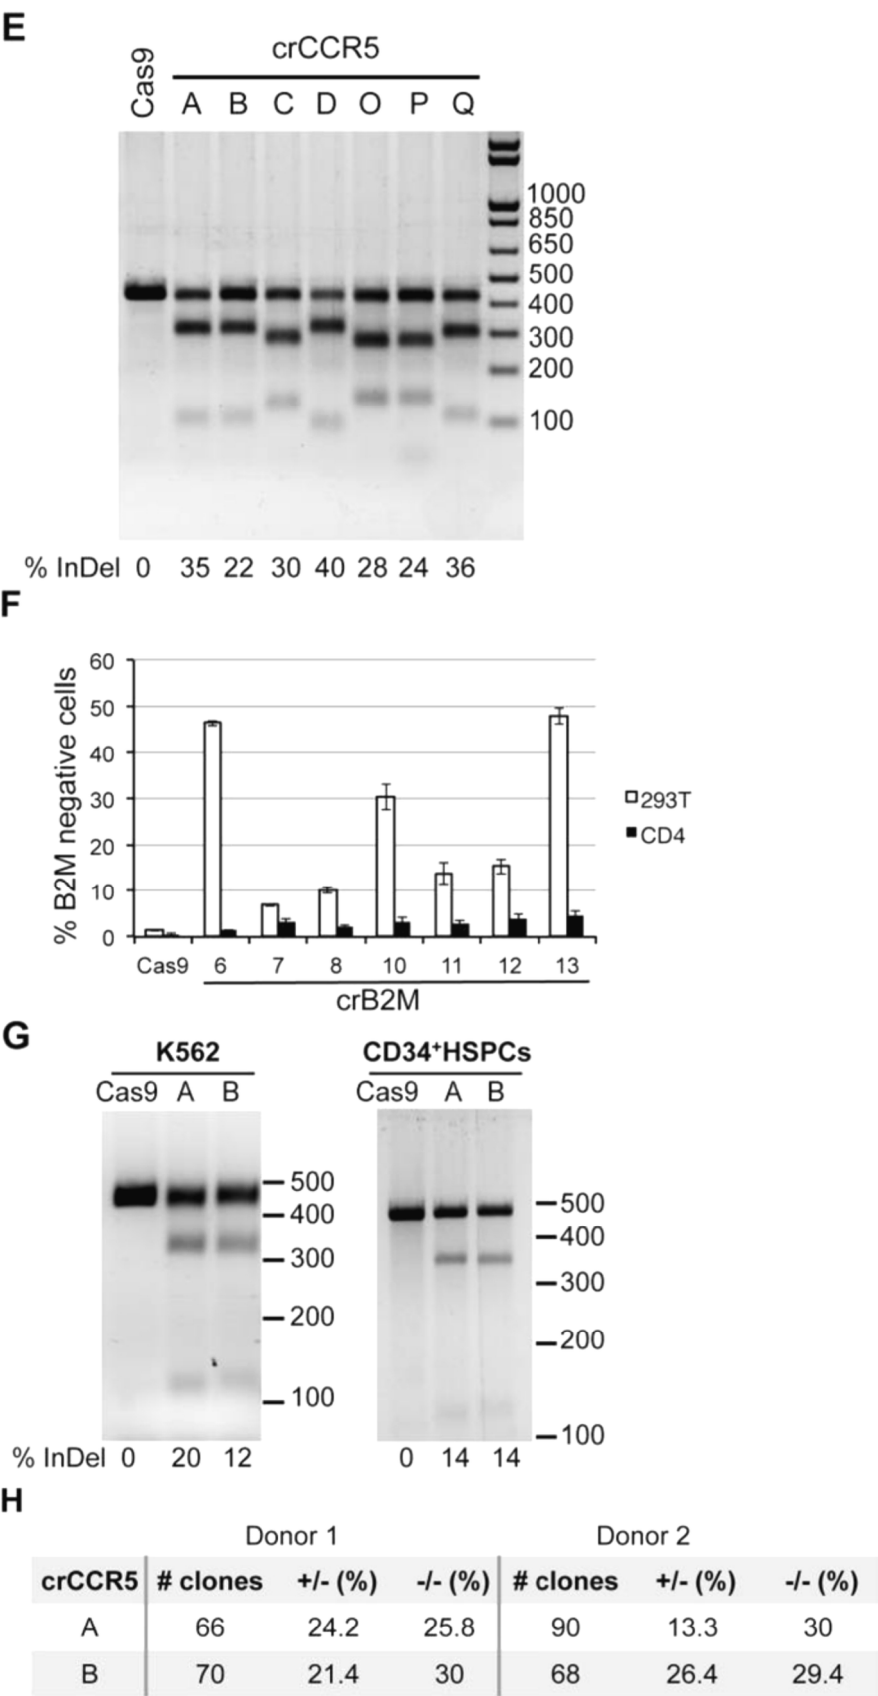 E
crCCR5
Cas9 A B C D O P Q
1000
850
650
500
400
300
200
100
% InDel 0 35 22 30 40 28 24 36
F
% B2M negative cells
60
50
40
30
20
10
0
293T
CD4
Cas9 6 7 8 10 11 12 13
crB2M
G
K562 CD34+HSPCs
Cas9 A B Cas9 A B
500
400
300
200
100
500
400
300
200
100
% InDel 0 20 12 0 14 14
H
Donor 1 Donor 2
crCCR5 # clones +/- (%) -/- (%) # clones +/- (%) -/- (%)
A 66 24.2 25.8 90 13.3 30
B 70 21.4 30 68 26.4 29.4